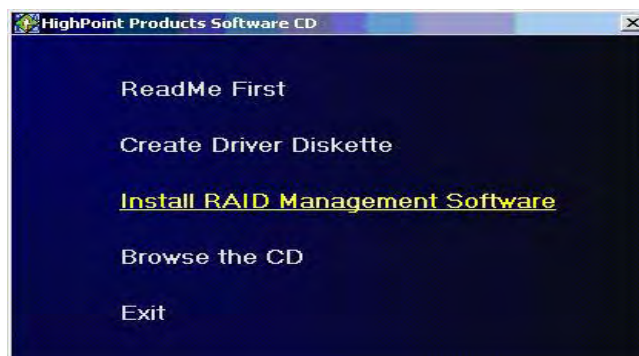 HighPoint Products Software CD
ReadMe First
Create Driver Diskette
Install RAID Management Software
Browse the CD
Exit